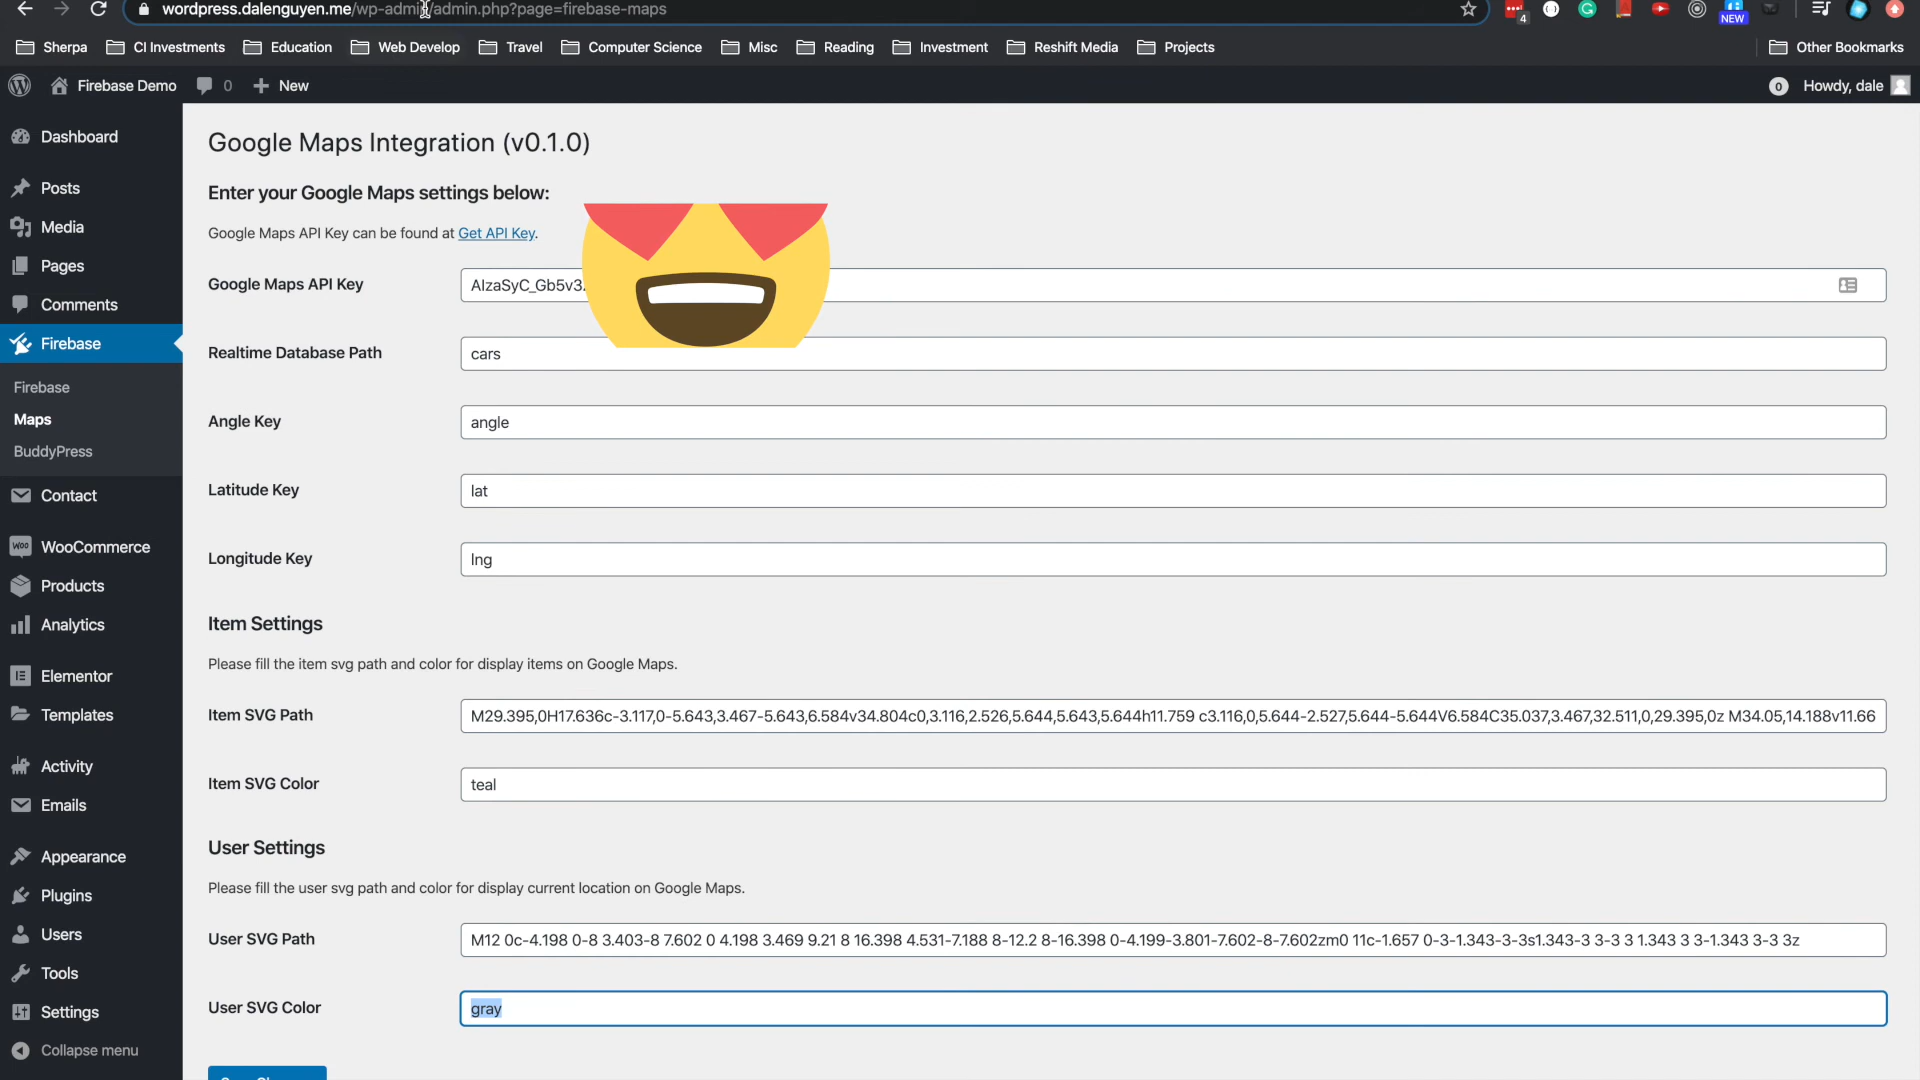 wordpress.dalenguyen.me/wp-admin/admin.php?page=firebase-maps
4
NEW
Sherpa
CI Investments
Education
Web Develop
Travel
Computer Science
Misc
Reading
Investment
Reshift Media
Projects
Other Bookmarks
Firebase Demo
0
New
0
Howdy, dale
Dashboard
Posts
Media
Pages
Comments
Firebase
Firebase
Maps
BuddyPress
Contact
WooCommerce
Products
Analytics
Elementor
Templates
Activity
Emails
Appearance
Plugins
Users
Tools
Settings
Collapse menu
Google Maps Integration (v0.1.0)
Enter your Google Maps settings below:
Google Maps API Key can be found at Get API Key.
Google Maps API Key
AIzaSyC_Gb5v3
Realtime Database Path
cars
Angle Key
angle
Latitude Key
lat
Longitude Key
lng
Item Settings
Please fill the item svg path and color for display items on Google Maps.
Item SVG Path
M29.395,0H17.636c-3.117,0-5.643,3.467-5.643,6.584v34.804c0,3.116,2.526,5.644,5.643,5.644h11.759 c3.116,0,5.644-2.527,5.644-5.644V6.584C35.037,3.467,32.511,0,29.395,0z M34.05,14.188v11.66
Item SVG Color
teal
User Settings
Please fill the user svg path and color for display current location on Google Maps.
User SVG Path
M12 0c-4.198 0-8 3.403-8 7.602 0 4.198 3.469 9.21 8 16.398 4.531-7.188 8-12.2 8-16.398 0-4.199-3.801-7.602-8-7.602zm0 11c-1.657 0-3-1.343-3-3s1.343-3 3-3 3 1.343 3 3-1.343 3-3 3z
User SVG Color
gray